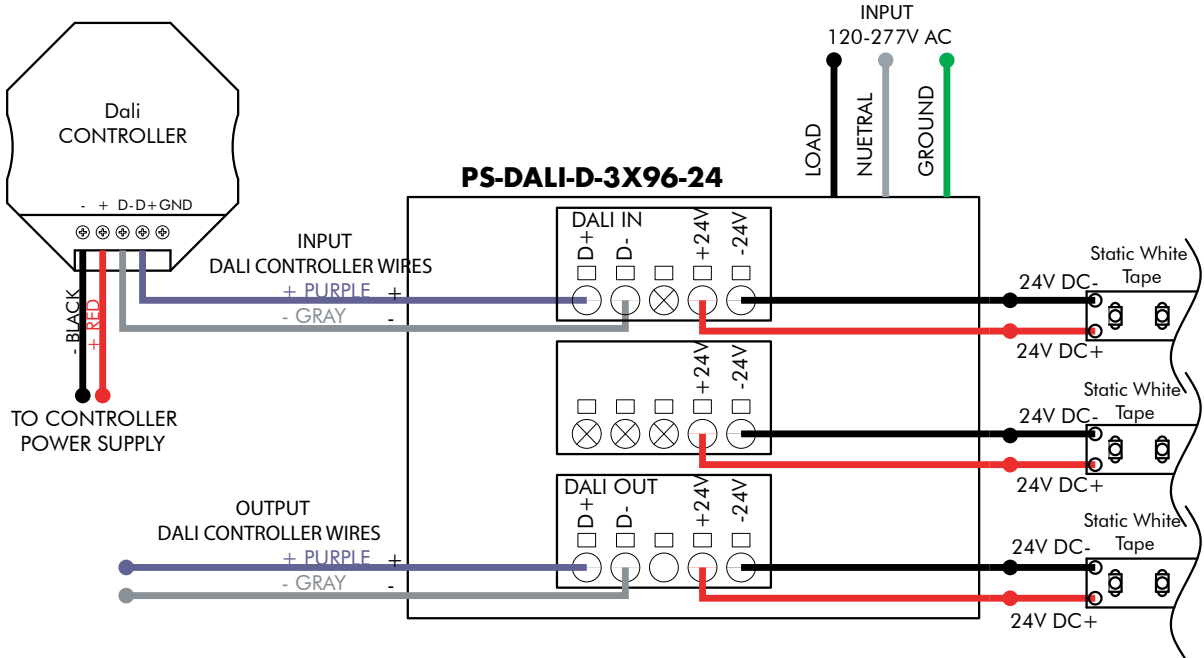 INPUT
120-277V AC
LOAD
NUETRAL
GROUND
Dali
CONTROLLER
- + D- D+ GND
- BLACK
+ RED
TO CONTROLLER
POWER SUPPLY
PS-DALI-D-3X96-24
INPUT
DALI CONTROLLER WIRES
+ PURPLE +
- GRAY -
DALI IN
D+
D-
+24V
-24V
24V DC-
24V DC+
Static White
Tape
+24V
-24V
24V DC-
24V DC+
Static White
Tape
OUTPUT
DALI CONTROLLER WIRES
+ PURPLE +
- GRAY -
DALI OUT
D+
D-
+24V
-24V
24V DC-
24V DC+
Static White
Tape